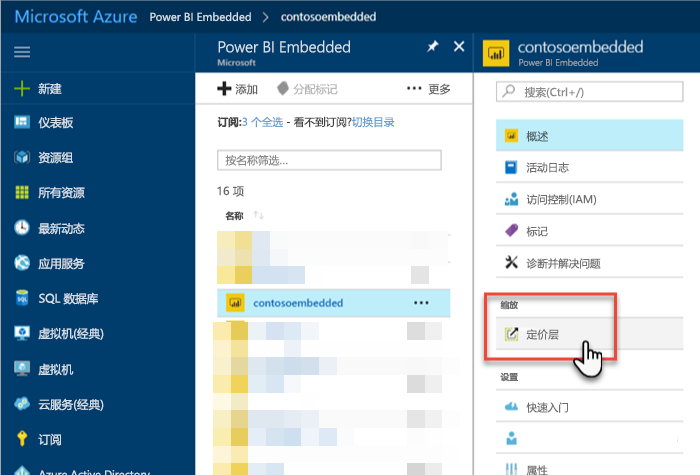 Microsoft Azure Power BI Embedded > contosoembedded
新建
仪表板
资源组
所有资源
最新动态
应用服务
SQL 数据库
虚拟机(经典)
虚拟机
云服务(经典)
订阅
Azure Active Directory
Power BI Embedded
Microsoft
添加 分配标记 更多
订阅:3 个全选 - 看不到订阅?切换目录
按名称筛选...
16 项
名称
contosoembedded
contosoembedded
Power BI Embedded
搜索(Ctrl+/)
概述
活动日志
访问控制(IAM)
标记
诊断并解决问题
缩放
定价层
设置
快速入门
属性